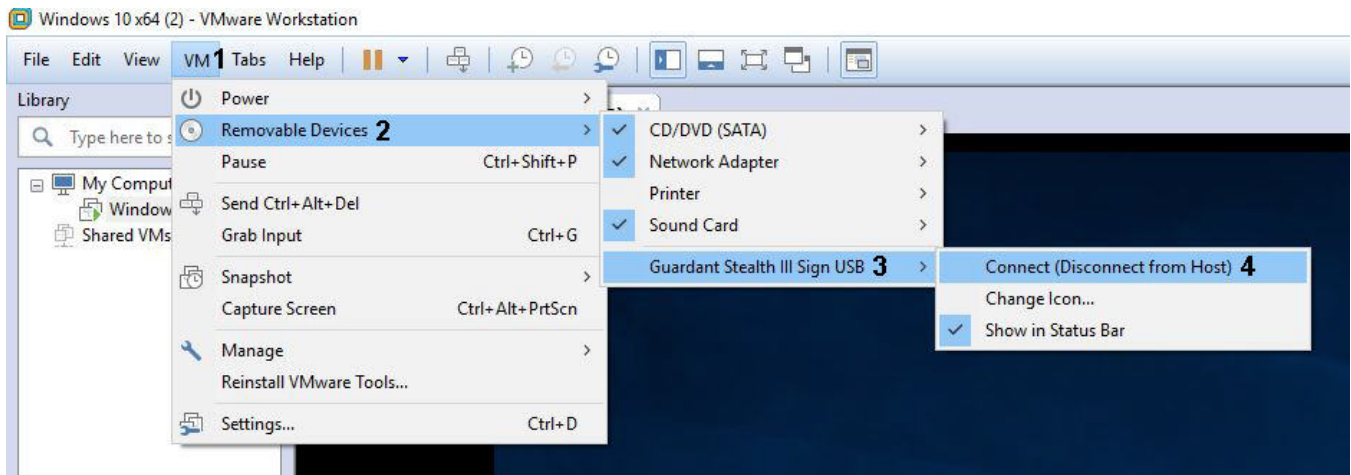 Windows 10 x64 (2) - VMware Workstation
File Edit View VM 1 Tabs Help
Library
Type here to
My Comput
Window
Shared VMs
Power
Removable Devices 2
Pause Ctrl+Shift+P
Send Ctrl+Alt+Del
Grab Input Ctrl+G
Snapshot
Capture Screen Ctrl+Alt+PrtScn
Manage
Reinstall VMware Tools...
Settings... Ctrl+D
CD/DVD (SATA)
Network Adapter
Printer
Sound Card
Guardant Stealth III Sign USB 3
Connect (Disconnect from Host) 4
Change Icon...
Show in Status Bar